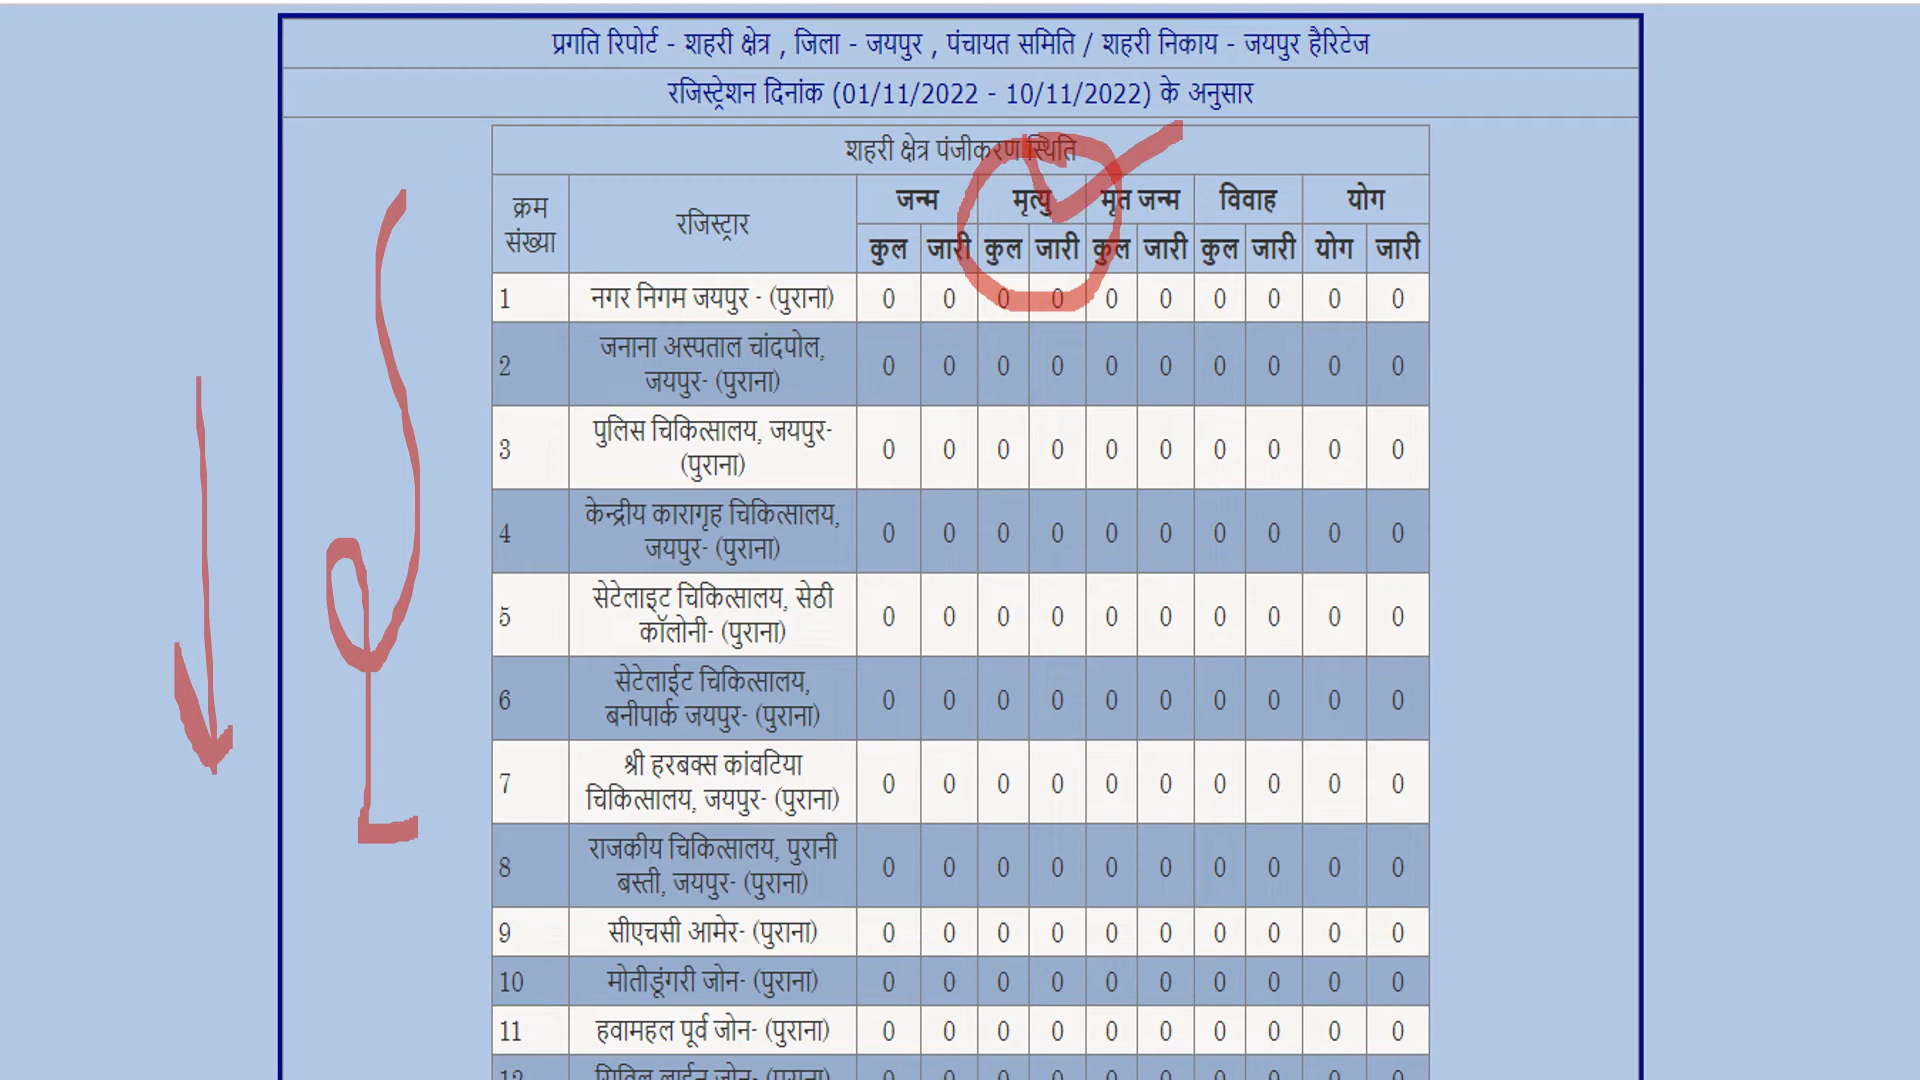 प्रगति रिपोर्ट - शहरी क्षेत्र , जिला - जयपुर , पंचायत समिति / शहरी निकाय - जयपुर हैरिटेज
रजिस्ट्रेशन दिनांक (01/11/2022 - 10/11/2022) के अनुसार
शहरी क्षेत्र पंजीकरण स्थिति
क्रम संख्या रजिस्ट्रार जन्म मृत्यु मृत जन्म विवाह योग
कुल जारी कुल जारी कुल जारी कुल जारी योग जारी
1 नगर निगम जयपुर - (पुराना) 0 0 0 0 0 0 0 0 0 0
2 जनाना अस्पताल चांदपोल,
जयपुर- (पुराना) 0 0 0 0 0 0 0 0 0 0
3 पुलिस चिकित्सालय, जयपुर-
(पुराना) 0 0 0 0 0 0 0 0 0 0
4 केन्द्रीय कारागृह चिकित्सालय,
जयपुर- (पुराना) 0 0 0 0 0 0 0 0 0 0
5 सेटेलाइट चिकित्सालय, सेठी
कॉलोनी- (पुराना) 0 0 0 0 0 0 0 0 0 0
6 सेटेलाईट चिकित्सालय,
बनीपार्क जयपुर- (पुराना) 0 0 0 0 0 0 0 0 0 0
7 श्री हरबक्स कांवटिया
चिकित्सालय, जयपुर- (पुराना) 0 0 0 0 0 0 0 0 0 0
8 राजकीय चिकित्सालय, पुरानी
बस्ती, जयपुर- (पुराना) 0 0 0 0 0 0 0 0 0 0
9 सीएचसी आमेर- (पुराना) 0 0 0 0 0 0 0 0 0 0
10 मोतीडूंगरी जोन- (पुराना) 0 0 0 0 0 0 0 0 0 0
11 हवामहल पूर्व जोन- (पुराना) 0 0 0 0 0 0 0 0 0 0